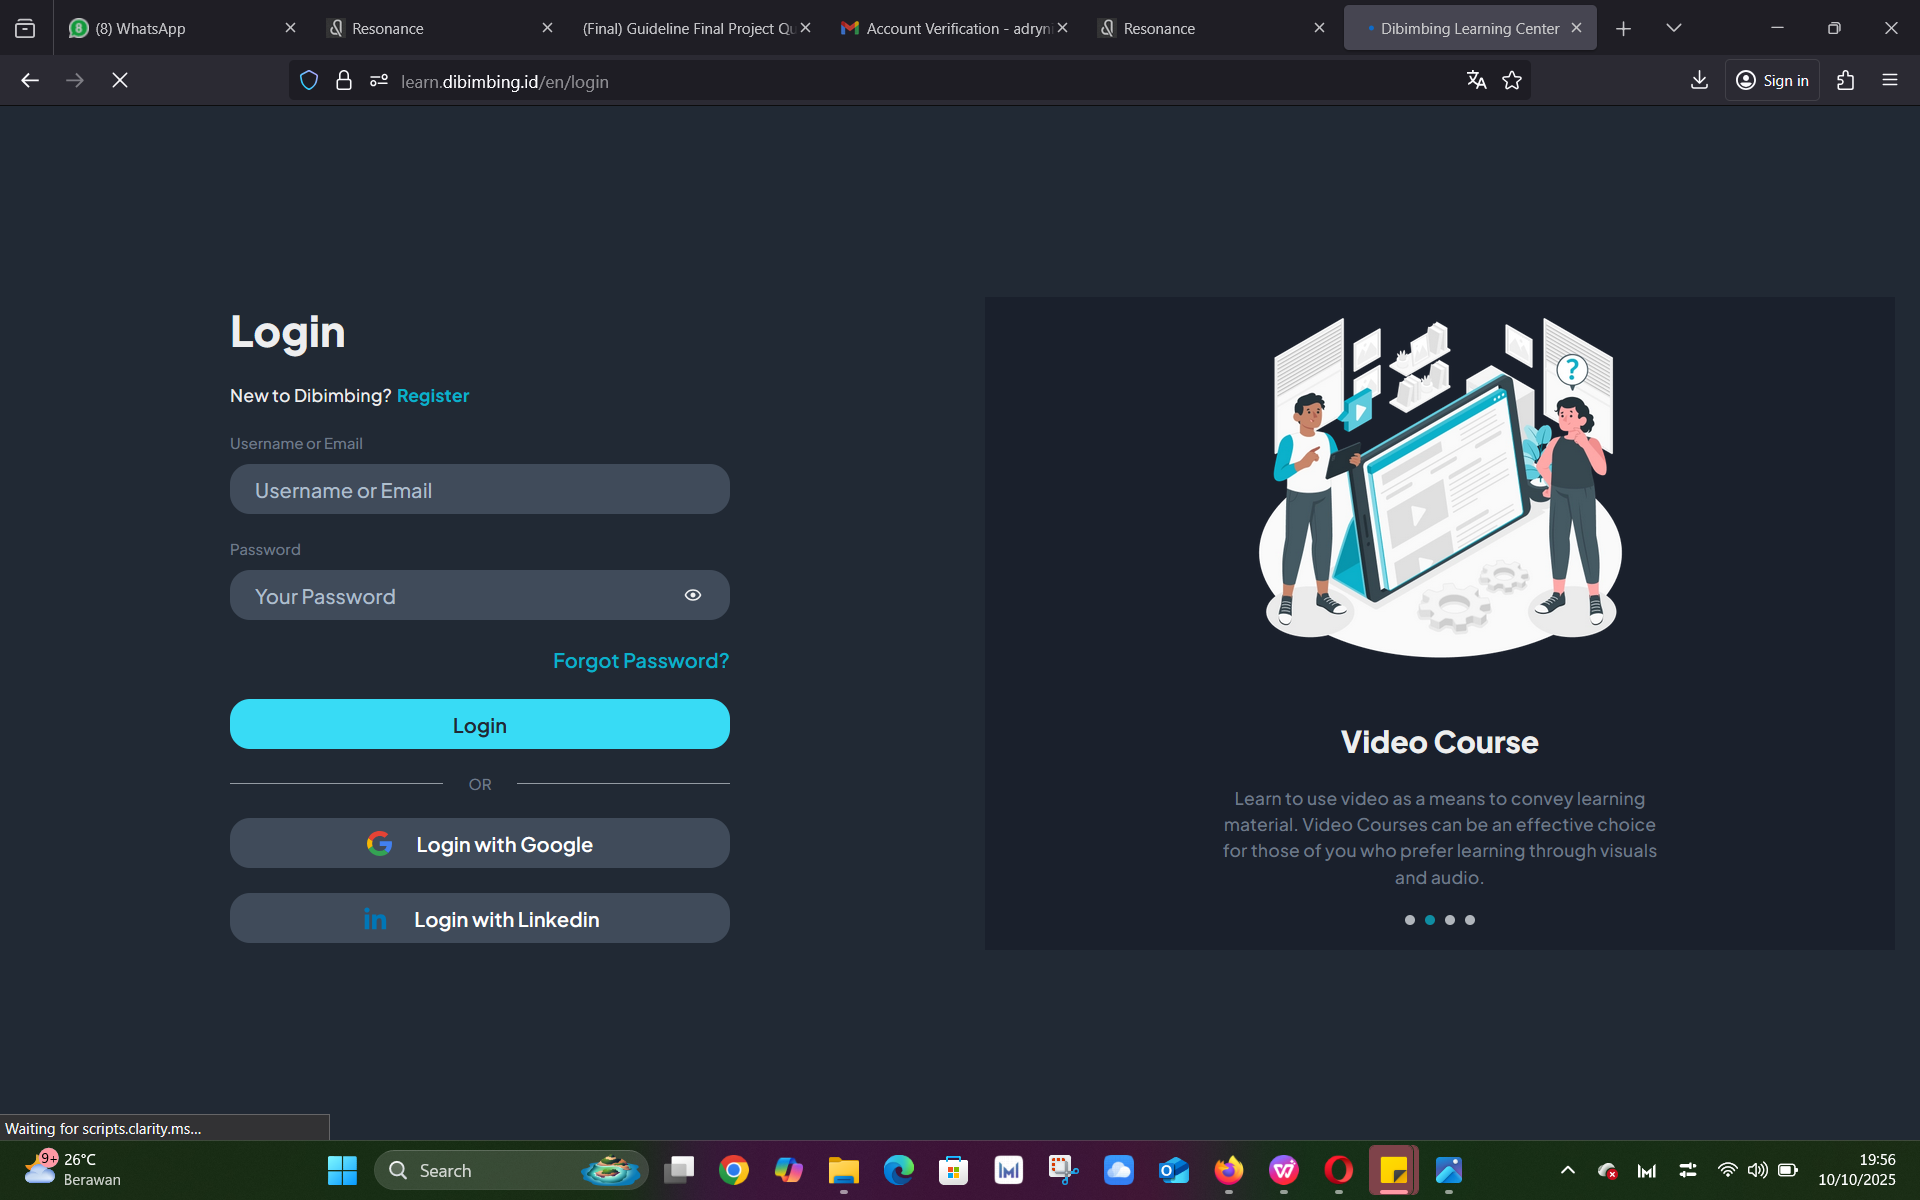 (8) WhatsApp
Resonance
(Final) Guideline Final Project Qu
Account Verification - adryni
Resonance
Dibimbing Learning Center
learn.dibimbing.id/en/login
Sign in
Login
New to Dibimbing? Register
Username or Email
Username or Email
Password
Your Password
Forgot Password?
Login
OR
Login with Google
Login with Linkedin
?
Video Course
Learn to use video as a means to convey learning
material. Video Courses can be an effective choice
for those of you who prefer learning through visuals
and audio.
Waiting for scripts.clarity.ms...
9+
26°C
Berawan
Search
19:56
10/10/2025